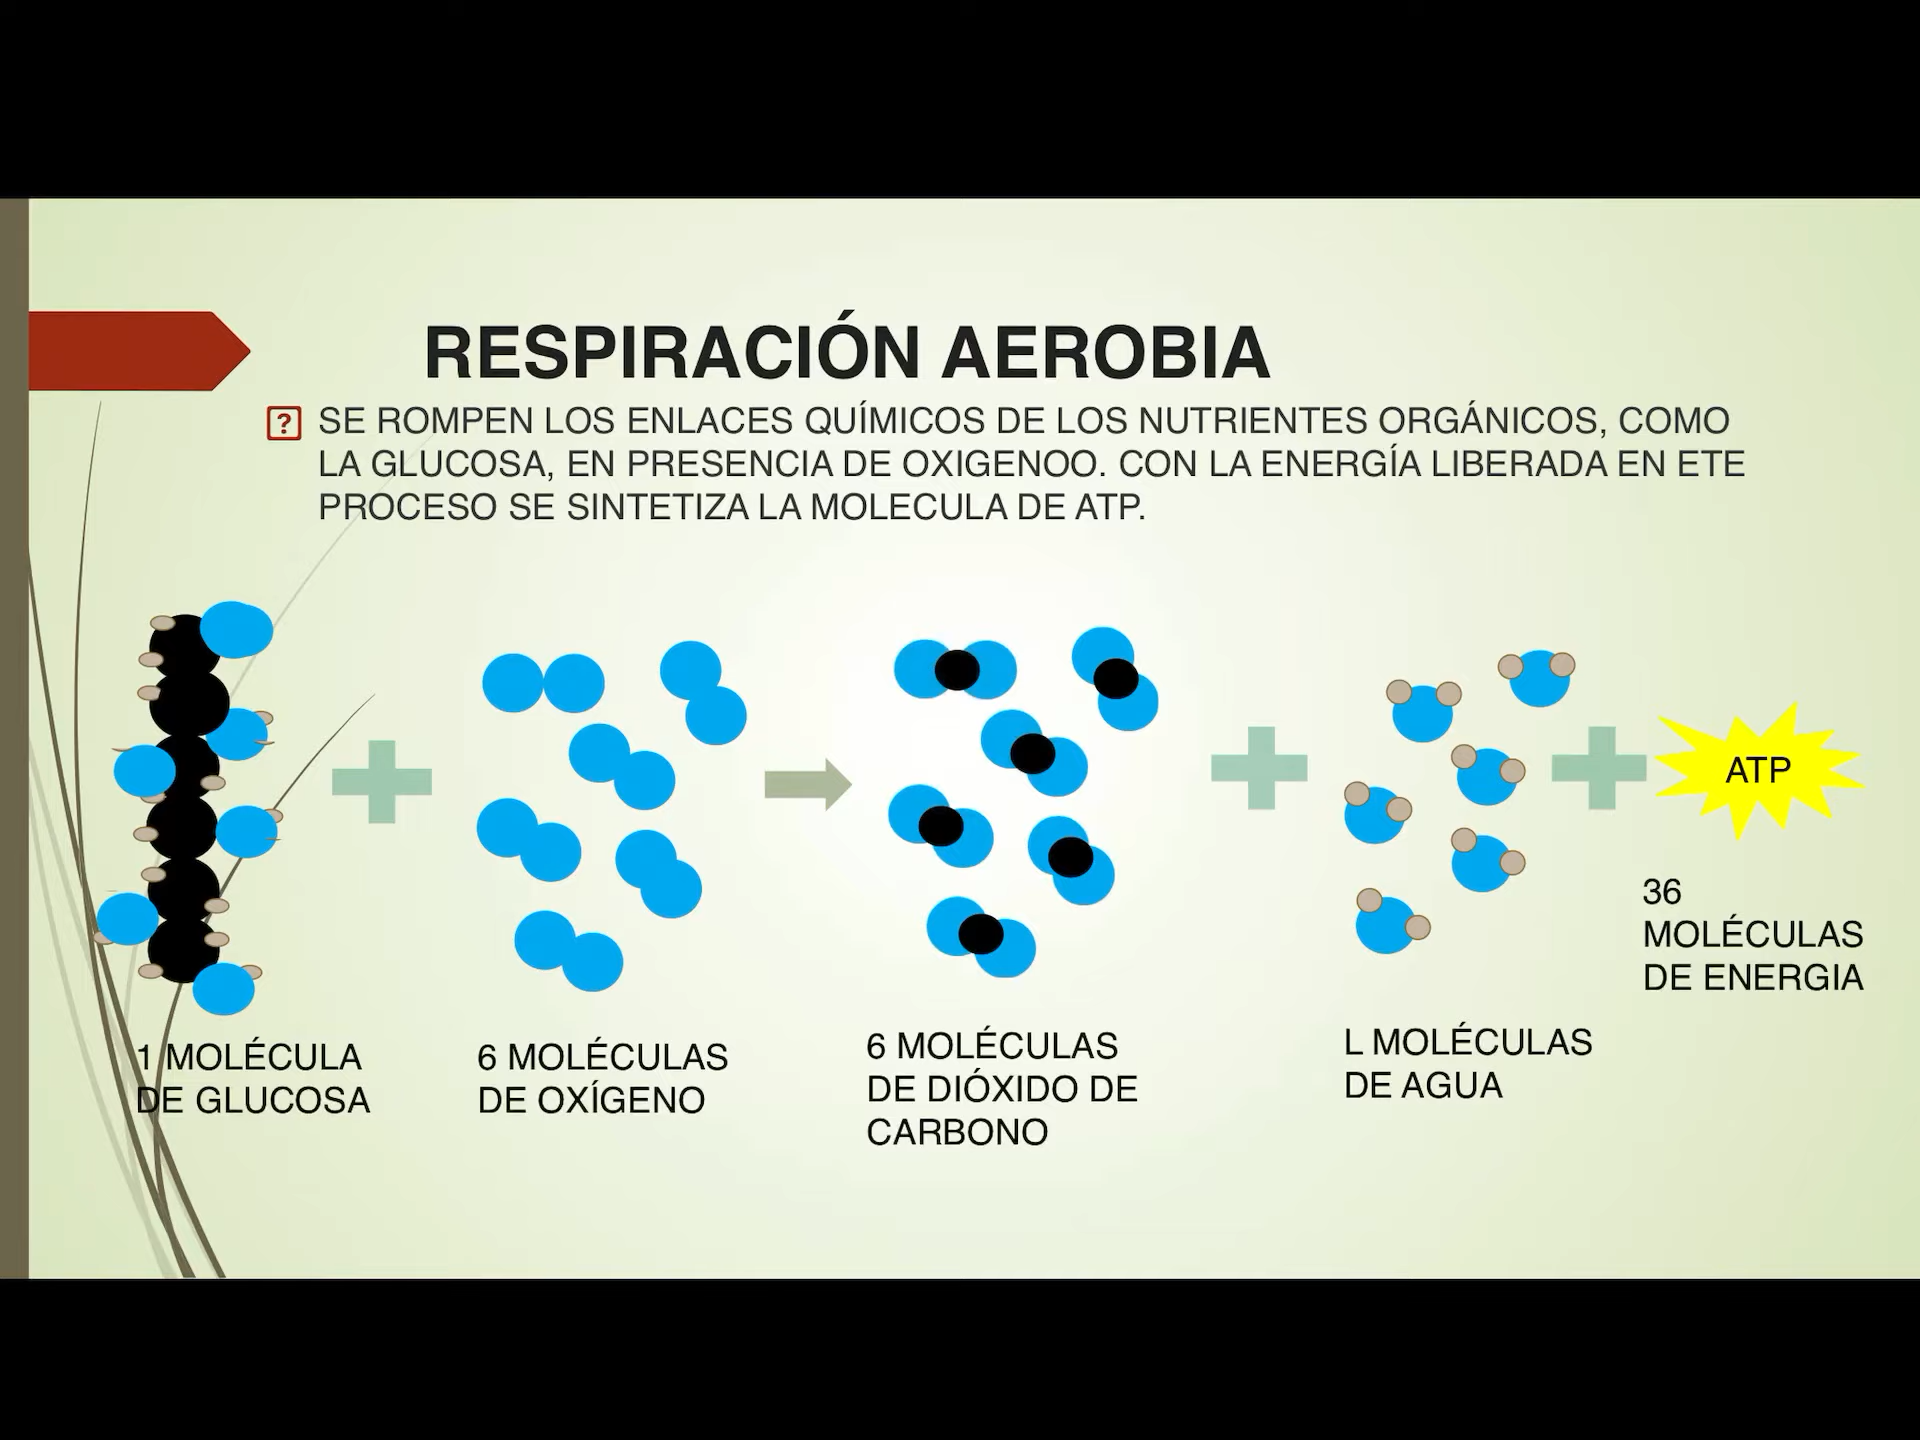 RESPIRACIÓN AEROBIA
? SE ROMPEN LOS ENLACES QUÍMICOS DE LOS NUTRIENTES ORGÁNICOS, COMO
LA GLUCOSA, EN PRESENCIA DE OXIGENOO. CON LA ENERGÍA LIBERADA EN ETE
PROCESO SE SINTETIZA LA MOLECULA DE ATP.
ATP
36
MOLÉCULAS
DE ENERGIA
1 MOLÉCULA
DE GLUCOSA
6 MOLÉCULAS
DE OXÍGENO
6 MOLÉCULAS
DE DIÓXIDO DE
CARBONO
L MOLÉCULAS
DE AGUA